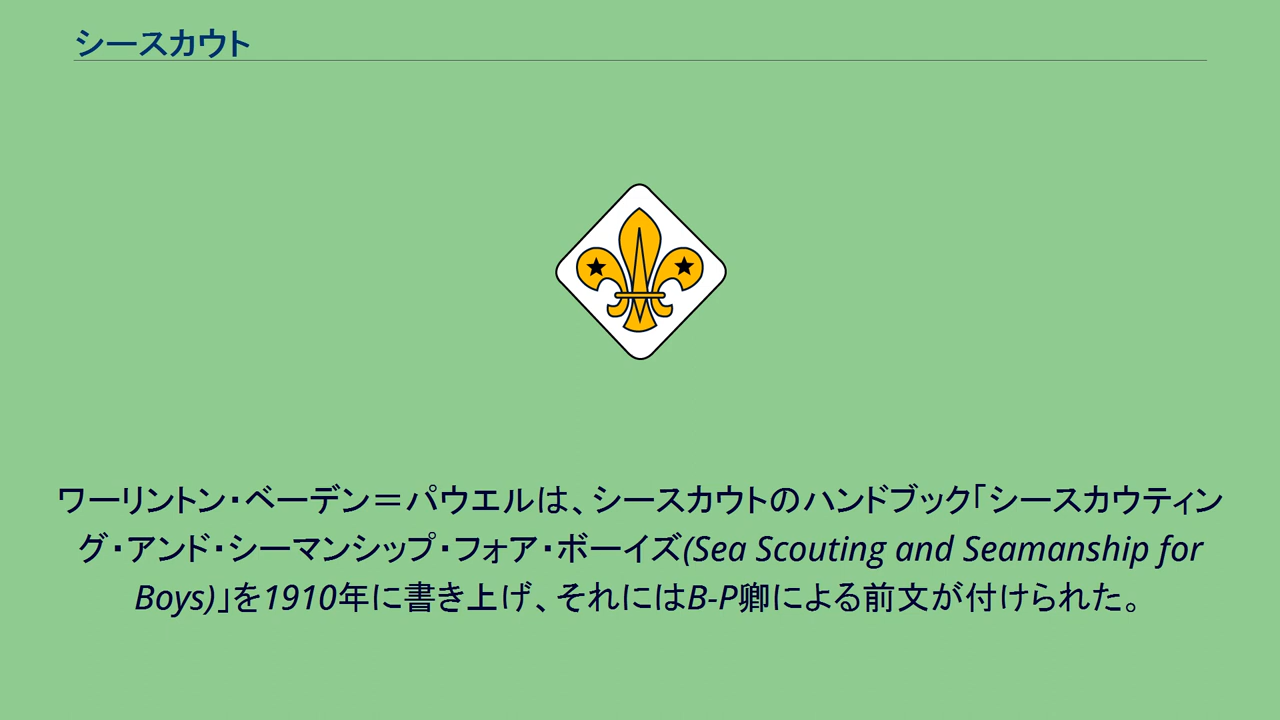 シースカウト
ワーリントン・ベーデン＝パウエルは、シースカウトのハンドブック「シースカウティン
グ・アンド・シーマンシップ・フォア・ボーイズ(Sea Scouting and Seamanship for
Boys)」を1910年に書き上げ、それにはB-P卿による前文が付けられた。